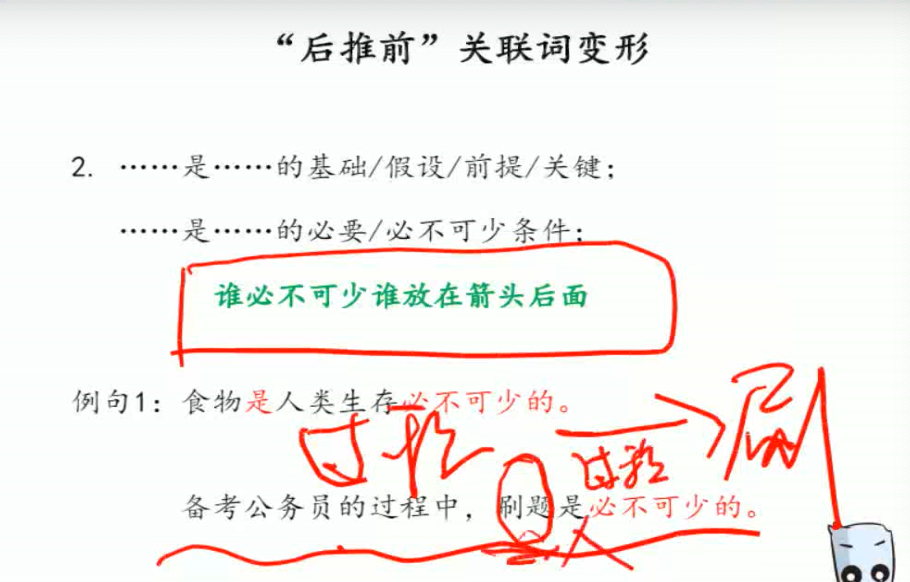 “后推前”关联词变形
2. ……是……的基础/假设/前提/关键；
……是……的必要/必不可少条件；
谁必不可少谁放在箭头后面
例句1：食物是人类生存必不可少的。
过程 → 刷
过程
备考公务员的过程中，刷题是必不可少的。